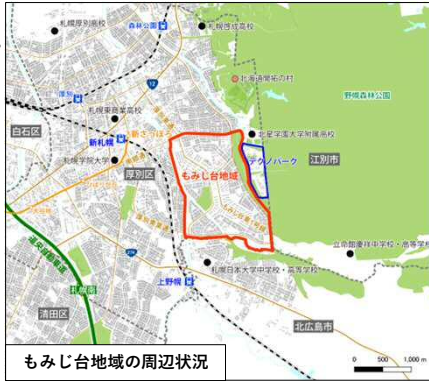 札幌厚別高校
森林公園
札幌啓成高校
12
北海道開拓の村
野幌森林公園
厚別
札幌東商業高校
白石区
新さっぽろ
北星学園大学附属高校
新札幌
テクノパーク
江別市
札幌学院大学
もみじ台地域
厚別区
札幌南
立命館慶祥中学校・高等学校
札幌日本大学中学校・高等学校
上野幌
清田区
北広島市
もみじ台地域の周辺状況
0 500 1,000 m